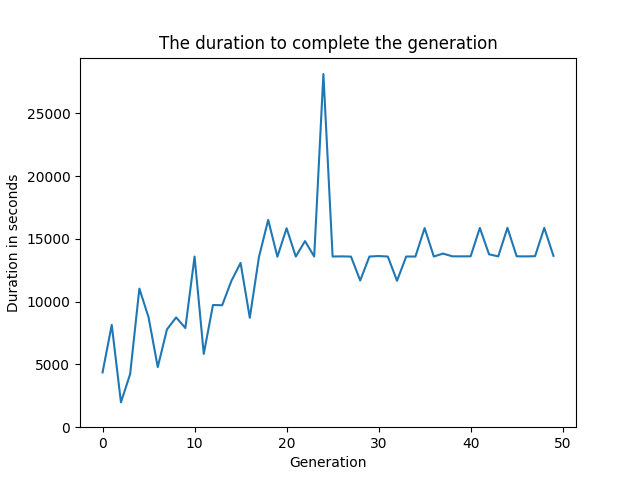 The duration to complete the generation
25000
20000
15000
10000
5000
0
Duration in seconds
0 10 20 30 40 50
Generation